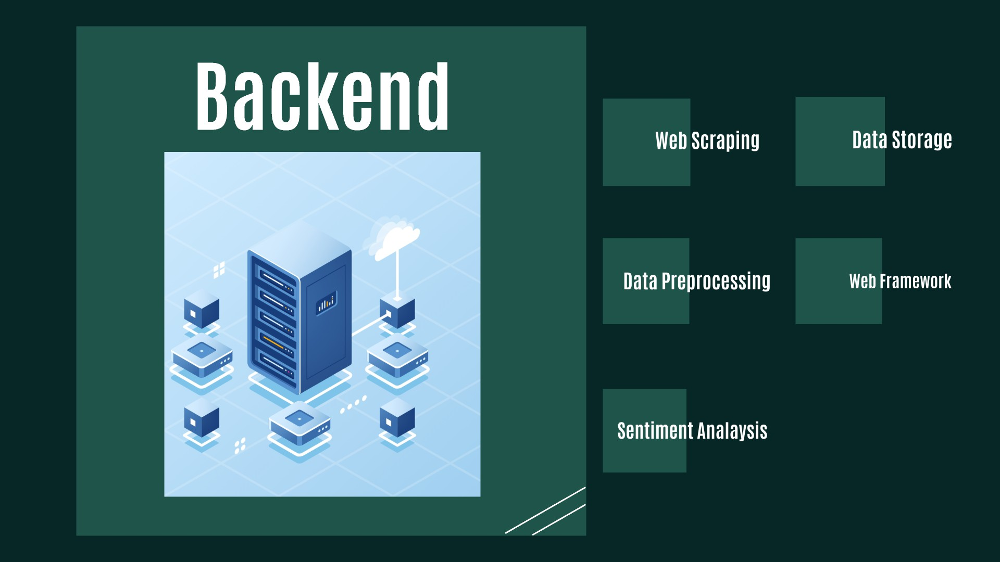 Backend
Web Scraping
Data Storage
Data Preprocessing
Web Framework
Sentiment Analaysis